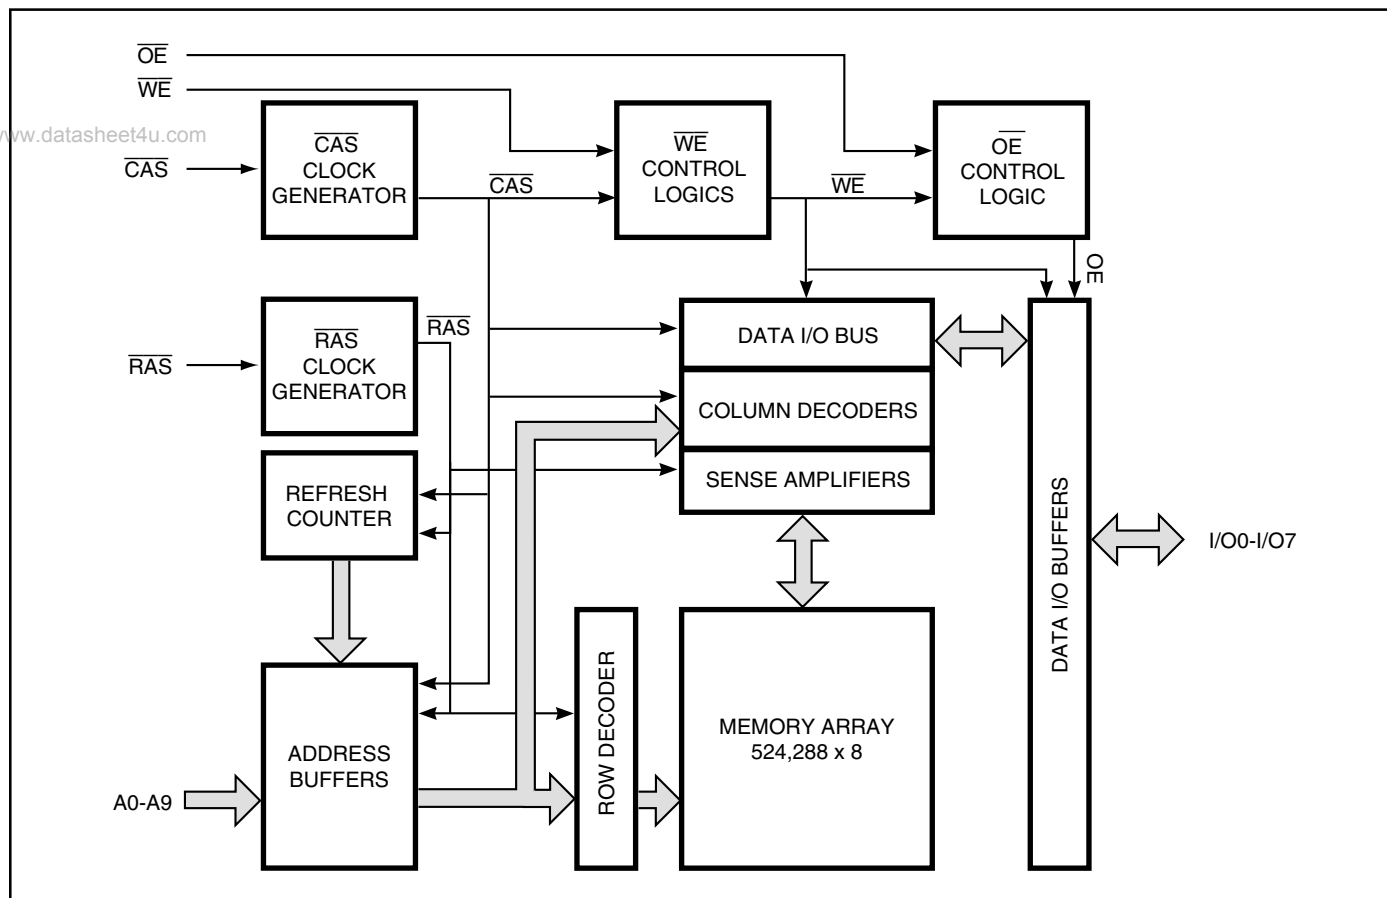 OE
WE
www.datasheet4u.com
CAS
CAS
CLOCK
GENERATOR
CAS
WE
CONTROL
LOGICS
WE
OE
CONTROL
LOGIC
OE
RAS
RAS
CLOCK
GENERATOR
RAS
DATA I/O BUS
COLUMN DECODERS
SENSE AMPLIFIERS
REFRESH
COUNTER
DATA I/O BUFFERS
I/O0-I/O7
ADDRESS
BUFFERS
A0-A9
ROW DECODER
MEMORY ARRAY
524,288 x 8